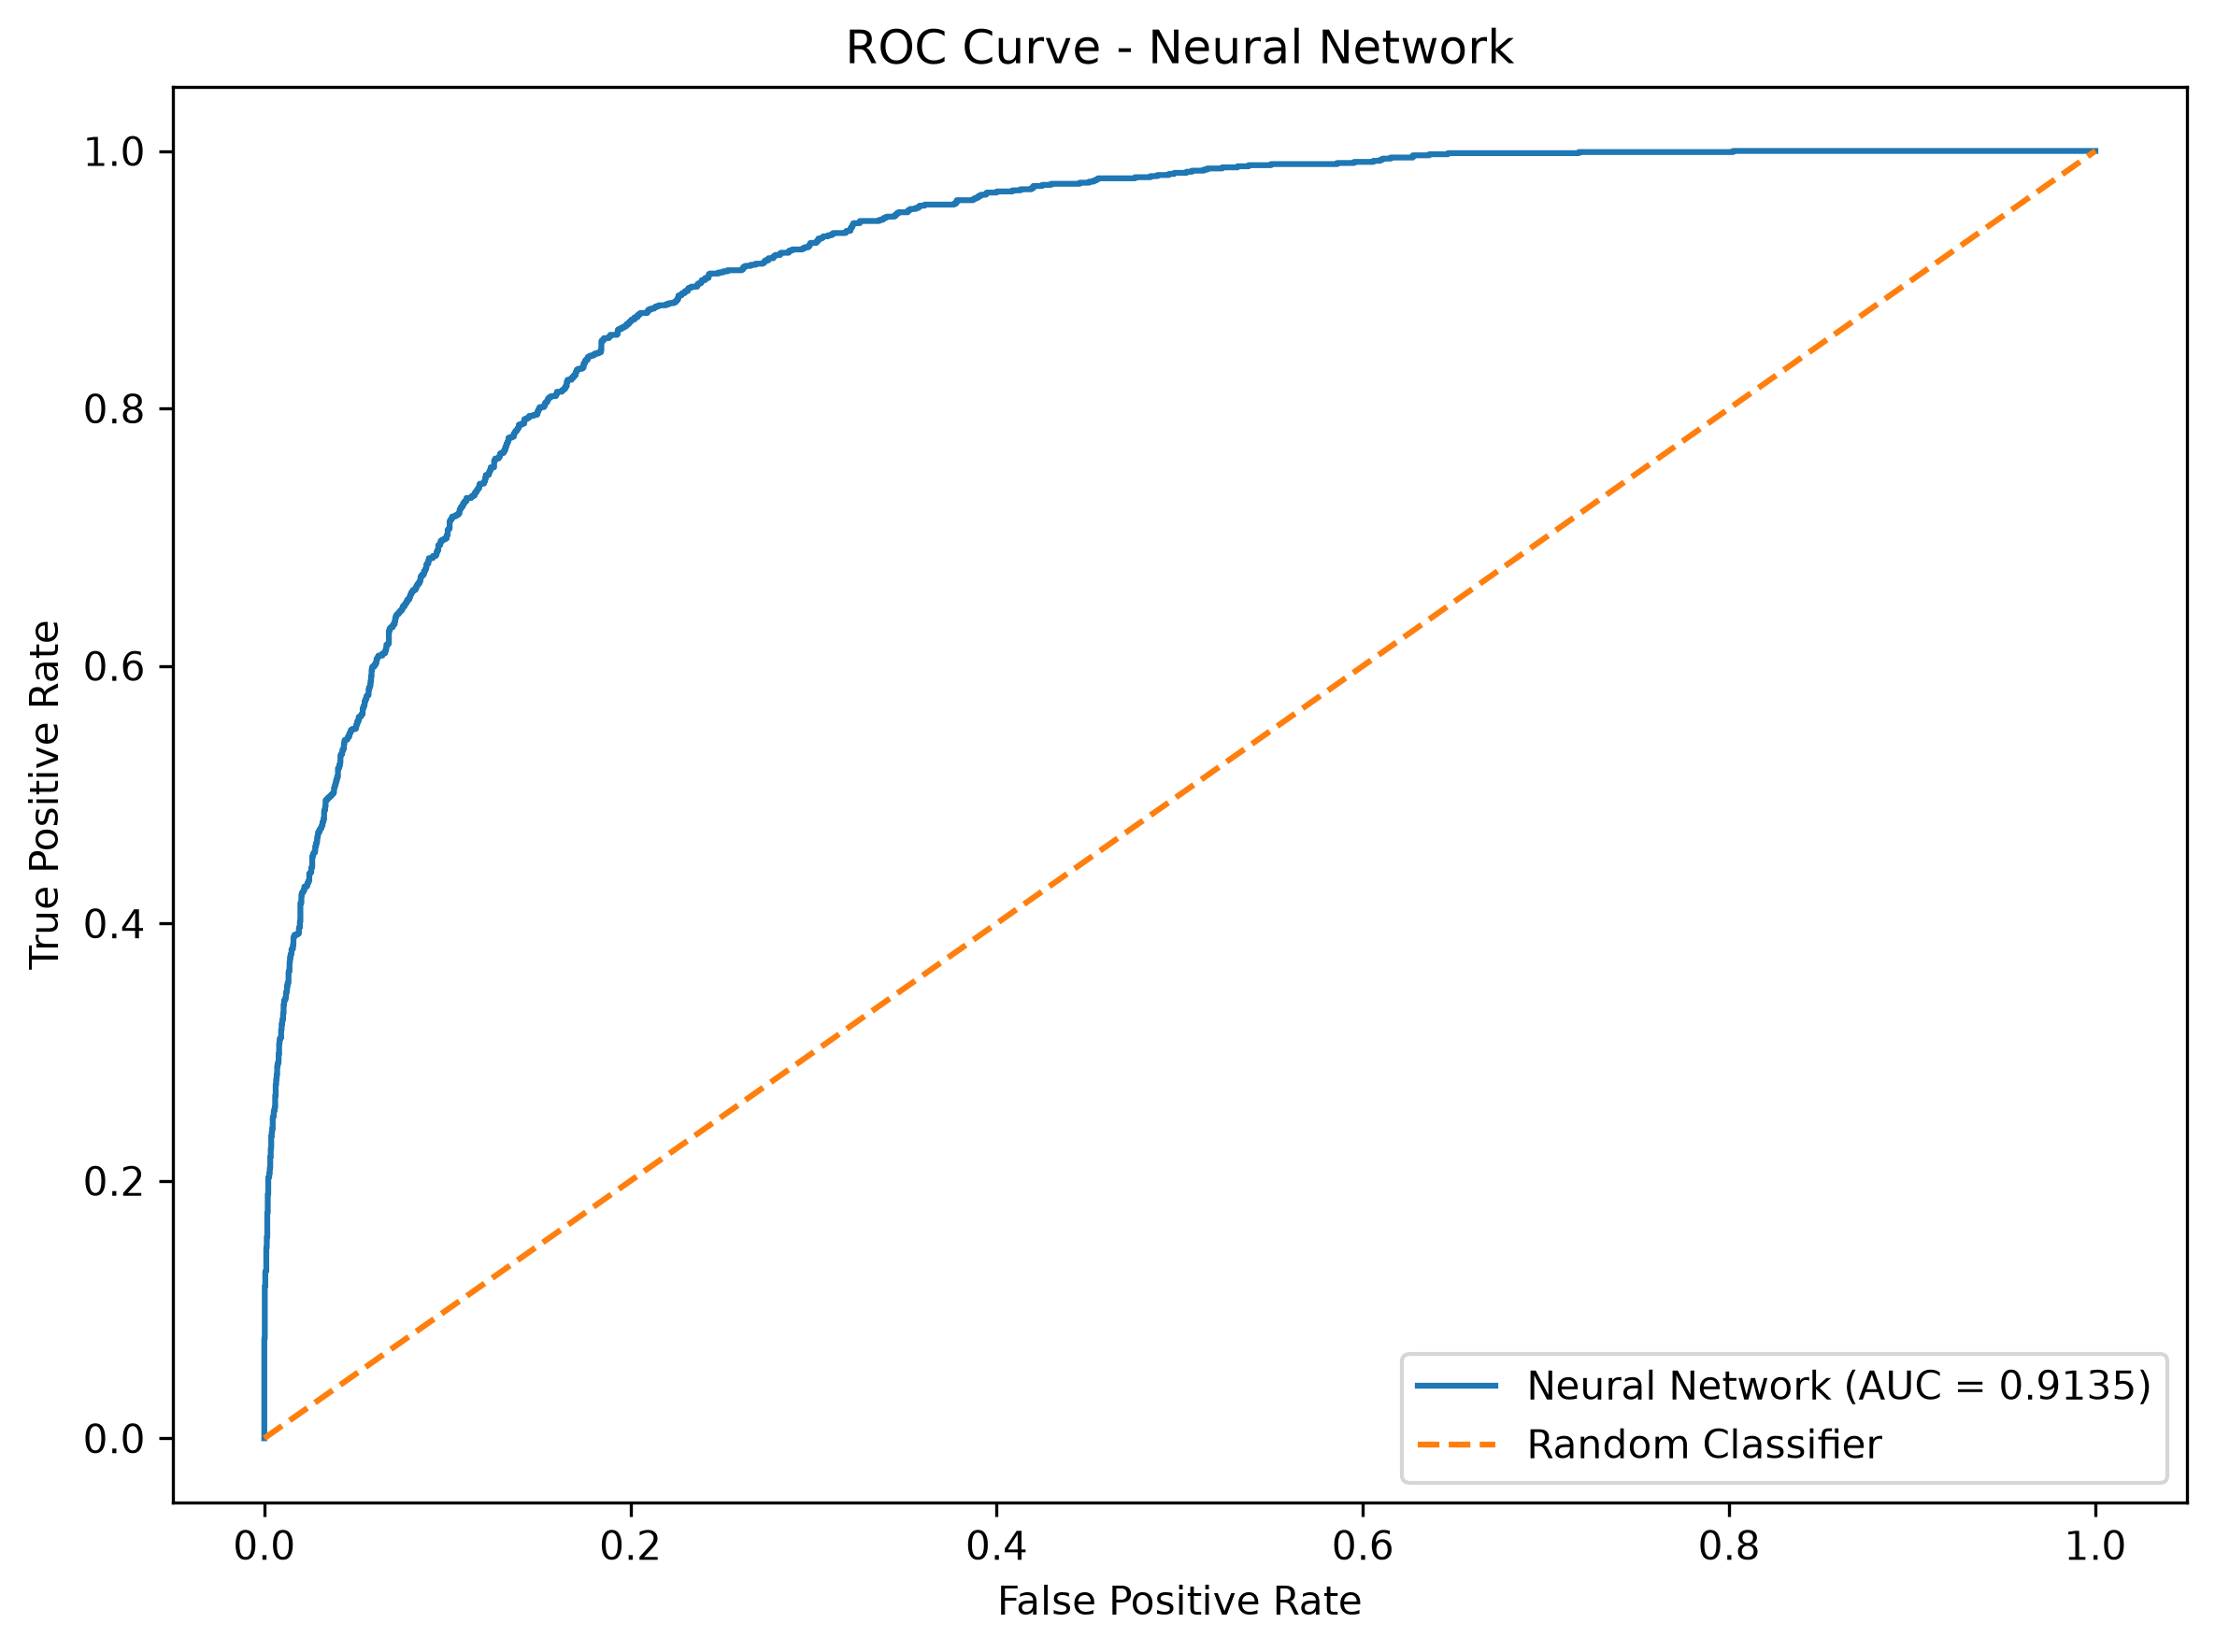 ROC Curve - Neural Network
1.0
0.8
0.6
0.4
0.2
0.0
True Positive Rate
Neural Network (AUC = 0.9135)
Random Classifier
0.0 0.2 0.4 0.6 0.8 1.0
False Positive Rate